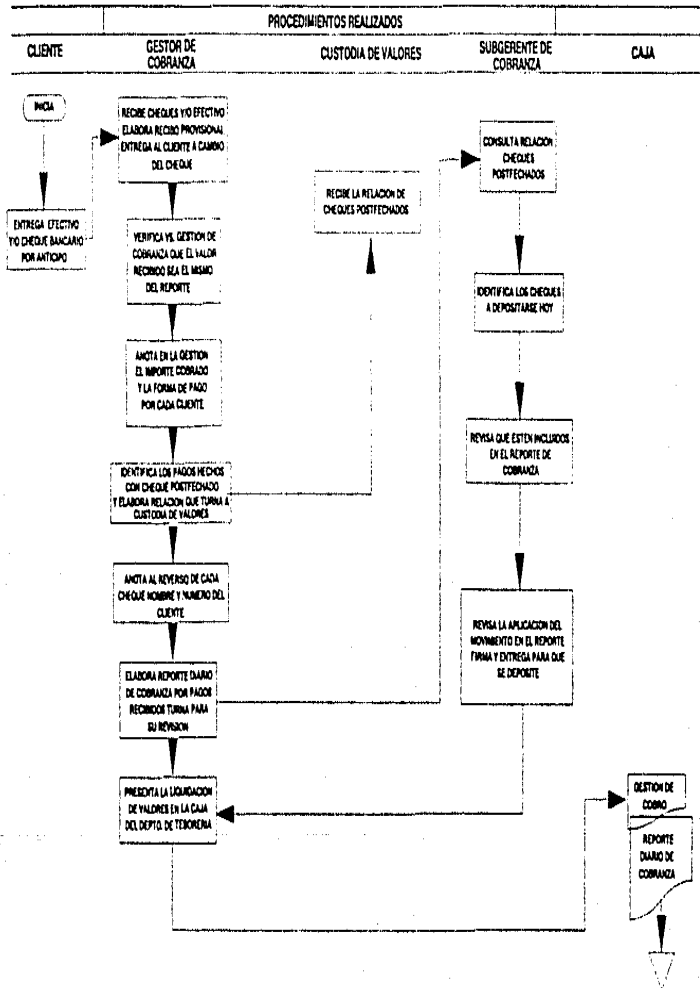 PROCEDIMIENTOS REALIZADOS
CLIENTE
GESTOR DE
COBRANZA
CUSTODIA DE VALORES
SUBGERENTE DE
COBRANZA
CAJA
INICIA
ENTREGA EFECTIVO
Y/O CHEQUE BANCARIO
POR ANTICIPO
RECIBE CHEQUES Y/O EFECTIVO
ELABORA RECIBO PROVISIONAL
ENTREGA AL CLIENTE A CAMBIO
DEL CHEQUE
VERIFICA VS. GESTION DE
COBRANZA QUE EL VALOR
RECIBIDO SEA EL MISMO
DEL REPORTE
ANOTA EN LA GESTION
EL IMPORTE COBRADO
Y LA FORMA DE PAGO
POR CADA CLIENTE
IDENTIFICA LOS PAGOS HECHOS
CON CHEQUE POSTFECHADO
Y ELABORA RELACION QUE TURNA A
CUSTODIA DE VALORES
ANOTA AL REVERSO DE CADA
CHEQUE NOMBRE Y NUMERO DEL
CLIENTE
ELABORA REPORTE DIARIO
DE COBRANZA POR PAGOS
RECIBIDOS TURNA PARA
SU REVISION
PRESENTA LA LIQUIDACION
DE VALORES EN LA CAJA
DEL DEPTO. DE TESORERIA
RECIBE LA RELACION DE
CHEQUES POSTFECHADOS
CONSULTA RELACION
CHEQUES
POSTFECHADOS
IDENTIFICA LOS CHEQUES
A DEPOSITARSE HOY
REVISA QUE ESTEN INCLUIDOS
EN EL REPORTE DE
COBRANZA
REVISA LA APLICACION DEL
MOVIMIENTO EN EL REPORTE
FIRMA Y ENTREGA PARA QUE
SE DEPOSITE
GESTION DE
COBRO
REPORTE
DIARIO DE
COBRANZA